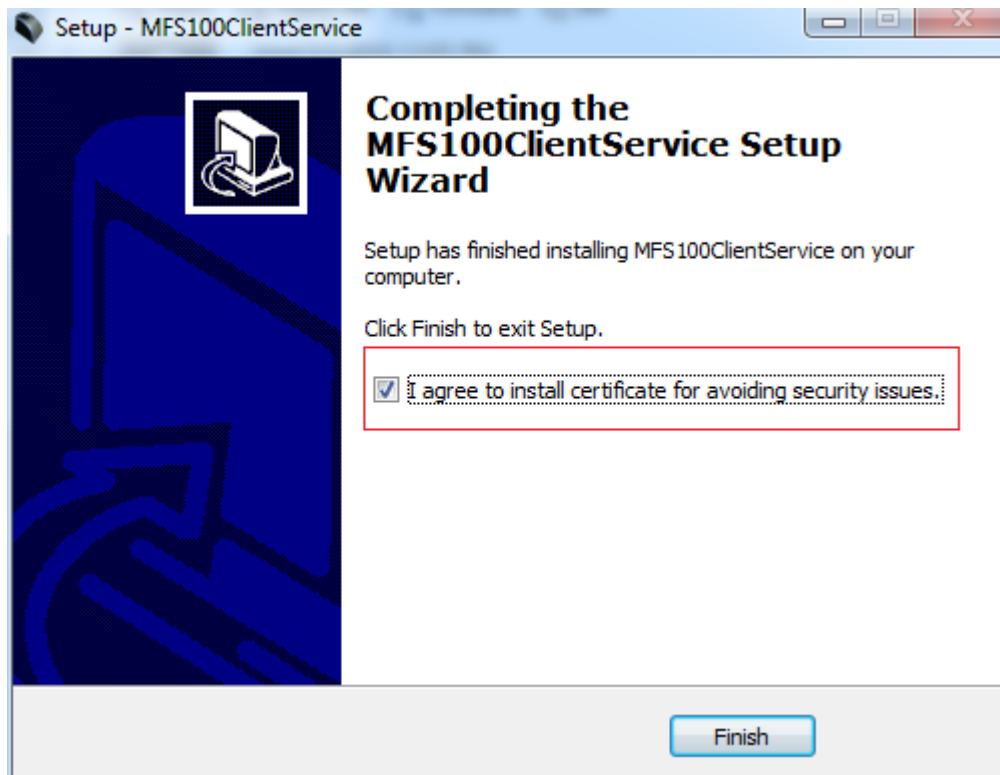 Setup - MFS100ClientService
Completing the
MFS100ClientService Setup
Wizard
Setup has finished installing MFS100ClientService on your
computer.
Click Finish to exit Setup.
I agree to install certificate for avoiding security issues.
Finish